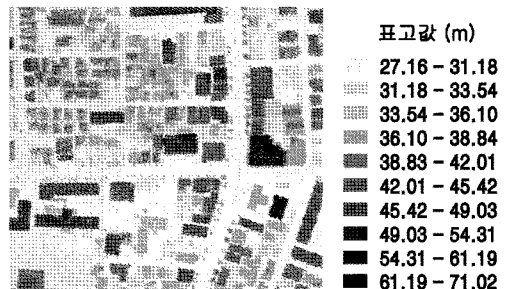 표고값 (m)
27.16 – 31.18
31.18 – 33.54
33.54 – 36.10
36.10 – 38.84
38.83 – 42.01
42.01 – 45.42
45.42 – 49.03
49.03 – 54.31
54.31 – 61.19
61.19 – 71.02